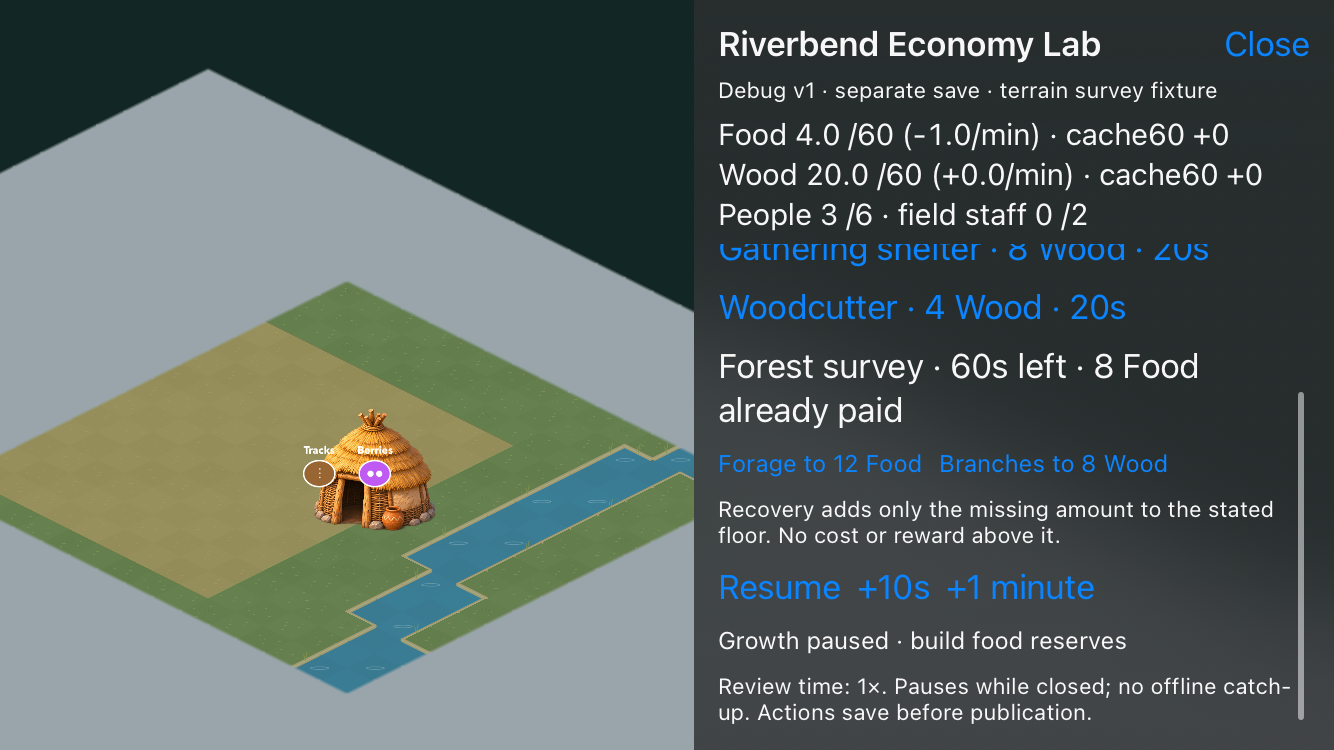 Riverbend Economy Lab
Close
Debug v1 · separate save · terrain survey fixture
Food 4.0 /60 (-1.0/min) · cache60 +0
Wood 20.0 /60 (+0.0/min) · cache60 +0
People 3 /6 · field staff 0 /2
Gathering shelter · 8 Wood · 20s
Woodcutter · 4 Wood · 20s
Forest survey · 60s left · 8 Food
already paid
Tracks
Berries
Forage to 12 Food Branches to 8 Wood
Recovery adds only the missing amount to the stated
floor. No cost or reward above it.
Resume +10s +1 minute
Growth paused · build food reserves
Review time: 1×. Pauses while closed; no offline catch-
up. Actions save before publication.